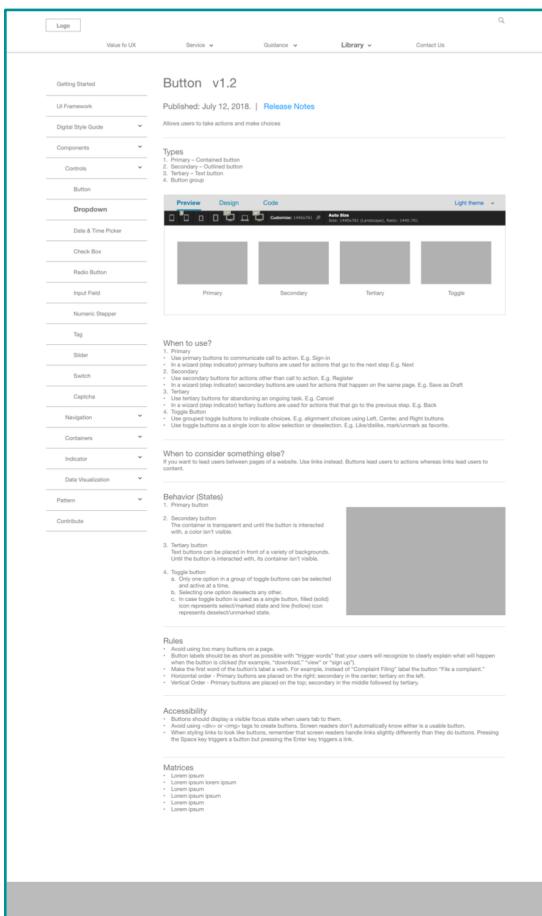 Logo
Value fo UX
Service
Guidance
Library
Contact Us
Getting Started
UI Framework
Digital Style Guide
Components
Controls
Button
Dropdown
Date & Time Picker
Check Box
Radio Button
Input Field
Numeric Stepper
Tag
Slider
Switch
Captcha
Navigation
Containers
Indicator
Data Visualization
Pattern
Contribute
Button v1.2
Published: July 12, 2018. | Release Notes
Allows users to take actions and make choices
Types
1. Primary – Contained button
2. Secondary – Outlined button
3. Tertiary – Text button
4. Button group
Preview Design Code Light theme
Customize: 1440x761 Auto Size
Size: 1440x761 (Landscape), Ratio:
Primary Secondary Tertiary Toggle
When to use?
1. Primary
• Use primary buttons to communicate call to action. E.g. Sign-in
• In a wizard (step indicator) primary buttons are used for actions that go to the next step E.g. Next
2. Secondary
• Use secondary buttons for actions other than call to action. E.g. Register
• In a wizard (step indicator) secondary buttons are used for actions that happen on the same page. E.g. Save as Draft
3. Tertiary
• Use tertiary buttons for abandoning an ongoing task. E.g. Cancel
• In a wizard (step indicator) tertiary buttons are used for actions that that go to the previous step. E.g. Back
4. Toggle Button
• Use grouped toggle buttons to indicate choices. E.g. alignment choices using Left, Center, and Right buttons
• Use toggle buttons as a single icon to allow selection or deselection. E.g. Like/dislike, mark/unmark as favorite.
When to consider something else?
If you want to lead users between pages of a website. Use links instead. Buttons lead users to actions whereas links lead users to
content.
Behavior (States)
1. Primary button
2. Secondary button
The container is transparent and until the button is interacted
with, a color isn't visible.
3. Tertiary button
Text buttons can be placed in front of a variety of backgrounds.
Until the button is interacted with, its container isn't visible.
4. Toggle button
a. Only one option in a group of toggle buttons can be selected
and active at a time.
b. Selecting one option deselects any other.
c. In case toggle button is used as a single button, filled (solid)
icon represents select/marked state and line (hollow) icon
represents deselect/unmarked state.
Rules
• Avoid using too many buttons on a page.
• Button labels should be as short as possible with "trigger words" that your users will recognize to clearly explain what will happen
when the button is clicked (for example, "download," "view" or "sign up").
• Make the first word of the button's label a verb. For example, instead of "Complaint Filing" label the button "File a complaint."
• Horizontal order - Primary buttons are placed on the right; secondary in the center; tertiary on the left.
• Vertical Order - Primary buttons are placed on the top; secondary in the middle followed by tertiary.
Accessibility
• Buttons should display a visible focus state when users tab to them.
• Avoid using <div> or <img> tags to create buttons. Screen readers don't automatically know either is a usable button.
• When styling links to look like buttons, remember that screen readers handle links slightly differently than they do buttons. Pressing
the Space key triggers a button but pressing the Enter key triggers a link.
Matrices
• Lorem ipsum
• Lorem ipsum lorem ipsum
• Lorem ipsum
• Lorem ipsum ipsum
• Lorem ipsum
• Lorem ipsum